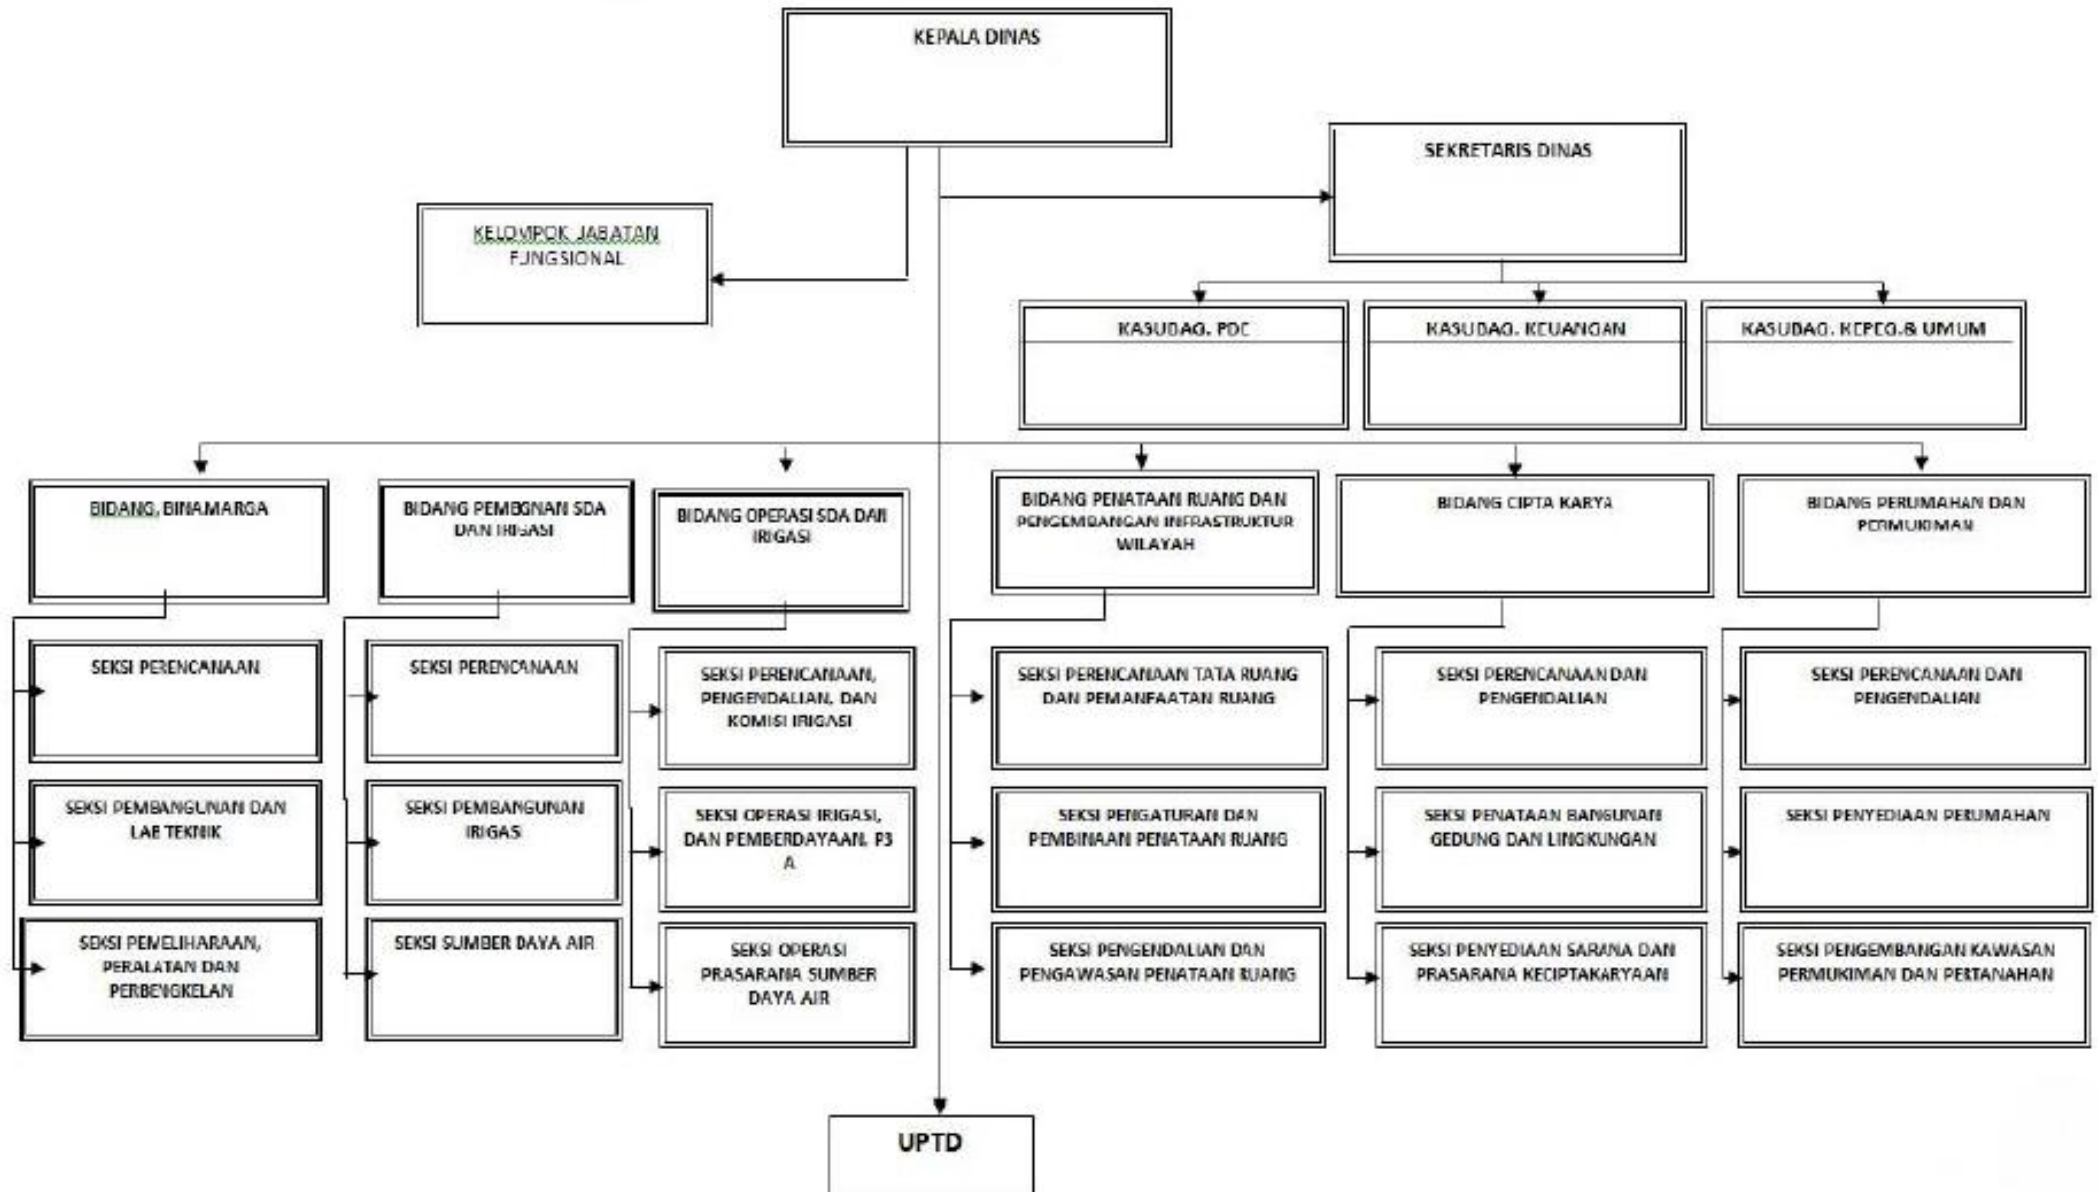 KEPALA DINAS
SEKRETARIS DINAS
KELOMPOK JABATAN
FUNGSIONAL
KASUBAG. PDE
KASUBAG. KEUANGAN
KASUBAG. KEPEG.& UMUM
BIDANG, BINAMARGA
BIDANG PEMBGNAN SDA
DAN IRIGASI
BIDANG OPERASI SDA DAN
IRIGASI
BIDANG PENATAAN RUANG DAN
PENGEMBANGAN INFRASTRUKTUR
WILAYAH
BIDANG CIPTA KARYA
BIDANG PERUMAHAN DAN
PERMUKIMAN
SEKSI PERENCANAAN
SEKSI PERENCANAAN
SEKSI PERENCANAAN,
PENGENDALIAN, DAN
KOMISI IRIGASI
SEKSI PERENCANAAN TATA RUANG
DAN PEMANFAATAN RUANG
SEKSI PERENCANAAN DAN
PENGENDALIAN
SEKSI PERENCANAAN DAN
PENGENDALIAN
SEKSI PEMBANGUNAN DAN
LAB TEKNIK
SEKSI PEMBANGUNAN
IRIGASI
SEKSI OPERASI IRIGASI,
DAN PEMBERDAYAAN, P3
A
SEKSI PENGATURAN DAN
PEMBINAAN PENATAAN RUANG
SEKSI PENATAAN BANGUNAN
GEDUNG DAN LINGKUNGAN
SEKSI PENYEDIAAN PERUMAHAN
SEKSI PEMELIHARAAN,
PERALATAN DAN
PERBENGKELAN
SEKSI SUMBER DAYA AIR
SEKSI OPERASI
PRASARANA SUMBER
DAYA AIR
SEKSI PENGENDALIAN DAN
PENGAWASAN PENATAAN RUANG
SEKSI PENYEDIAAN SARANA DAN
PRASARANA KECIPTAKARYAAN
SEKSI PENGEMBANGAN KAWASAN
PERMUKIMAN DAN PERTANAHAN
UPTD